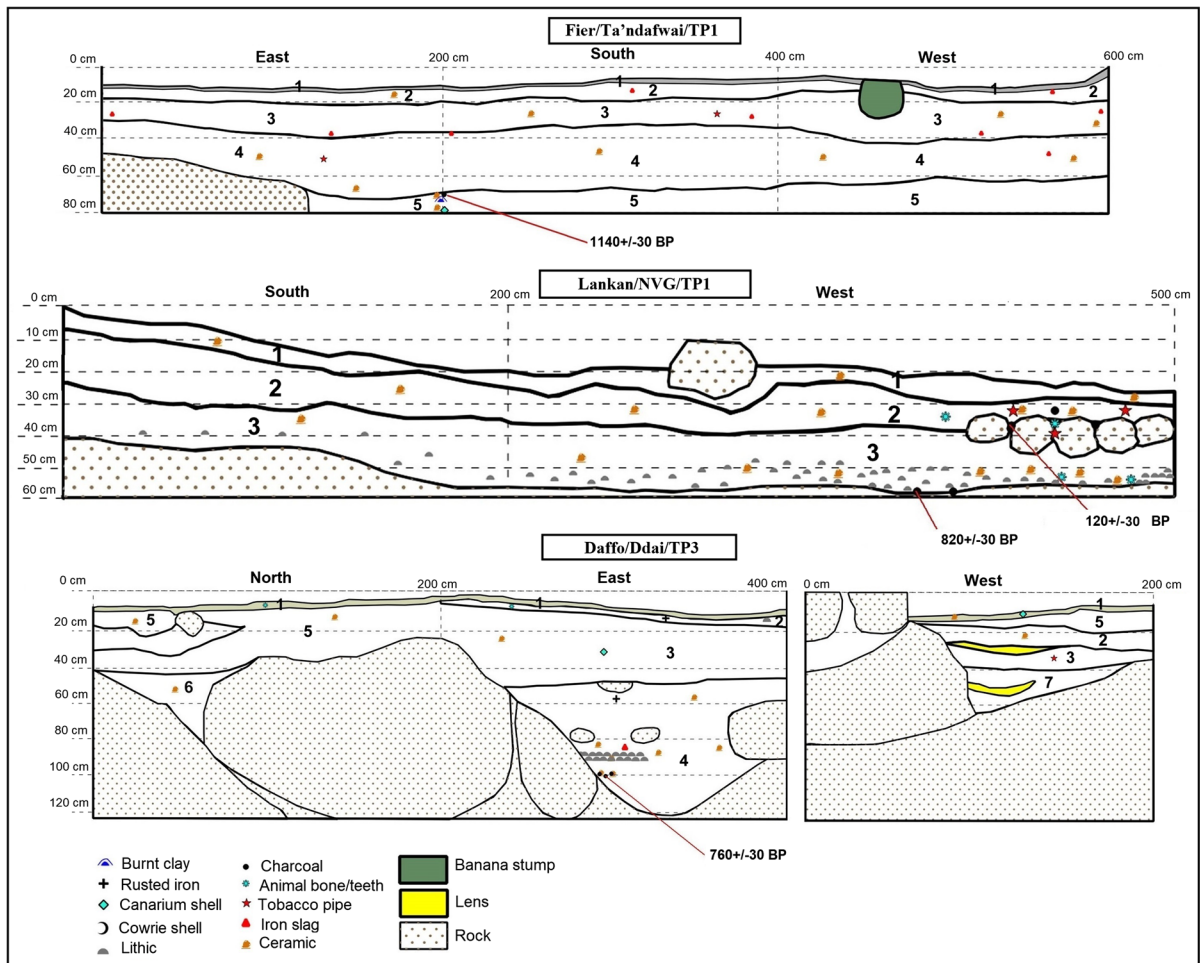 Fier/Ta’ndafwai/TP1
0 cm East 200 cm South 400 cm West 600 cm
1 1 1
20 cm 2 2 2
3 3 3
40 cm
4 4 4
60 cm
5 5 5
80 cm
1140+/-30 BP
Lankan/NVG/TP1
0 cm South 200 cm West 500 cm
10 cm
1
20 cm 1
2
30 cm 2
3
40 cm 3
50 cm
60 cm
120+/-30 BP
820+/-30 BP
Daffo/Ddai/TP3
0 cm North 200 cm East 400 cm 0 cm West 200 cm
1 1 1
5 2 5
20 cm 5 2
3 3
40 cm
6 7
60 cm
80 cm
4
100 cm
120 cm
760+/-30 BP
Burnt clay
Rusted iron
Canarium shell
Cowrie shell
Lithic
Charcoal
Animal bone/teeth
Tobacco pipe
Iron slag
Ceramic
Banana stump
Lens
Rock